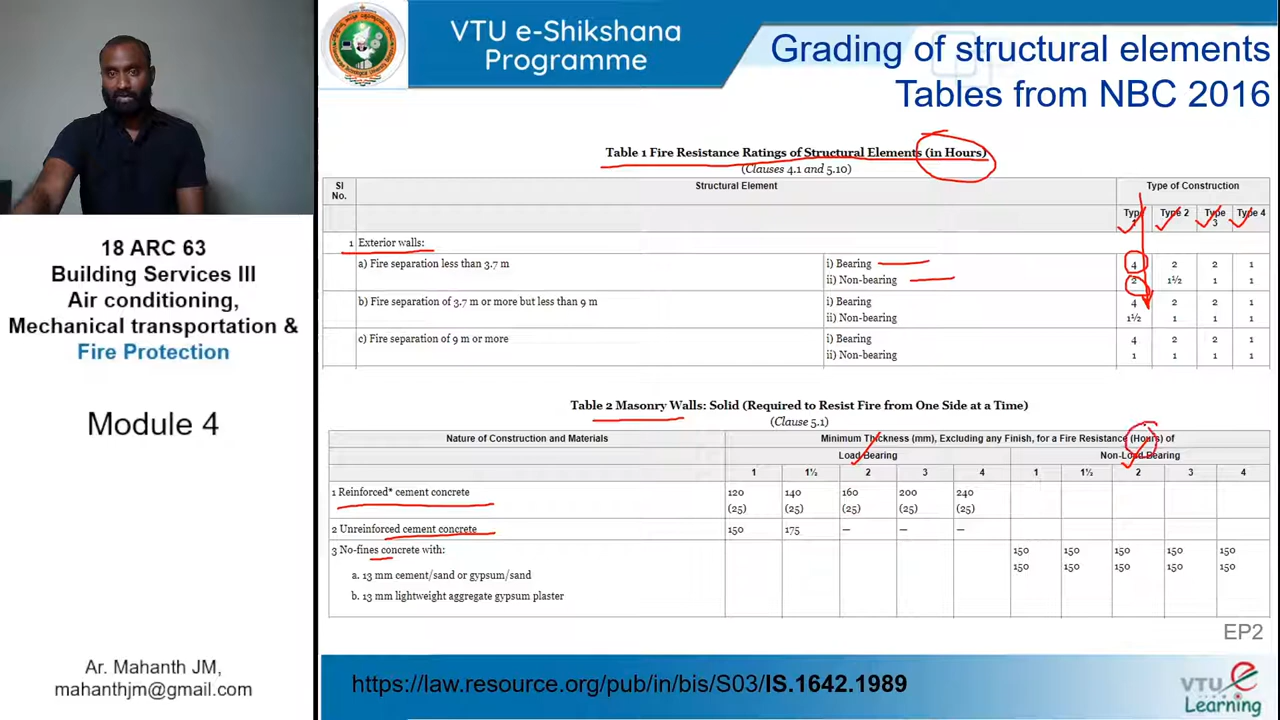 VTU e-Shikshana
Programme
Grading of structural elements
Tables from NBC 2016
18 ARC 63
Building Services III
Air conditioning,
Mechanical transportation &
Fire Protection
Module 4
Ar. Mahanth JM,
mahanthjm@gmail.com
Table 1 Fire Resistance Ratings of Structural Elements (in Hours)
(Clauses 4.1 and 5.10)
Sl No. Structural Element Type of Construction
Type Type 2 Type 3 Type 4
1 Exterior walls:
a) Fire separation less than 3.7 m i) Bearing 4 2 2 1
ii) Non-bearing 2 1½ 1 1
b) Fire separation of 3.7 m or more but less than 9 m i) Bearing 4 2 2 1
ii) Non-bearing 1½ 1 1 1
c) Fire separation of 9 m or more i) Bearing 4 2 2 1
ii) Non-bearing 1 1 1 1
Table 2 Masonry Walls: Solid (Required to Resist Fire from One Side at a Time)
(Clause 5.1)
Nature of Construction and Materials Minimum Thickness (mm), Excluding any Finish, for a Fire Resistance (Hours) of
Load Bearing Non-Load Bearing
1 1½ 2 3 4 1 1½ 2 3 4
1 Reinforced* cement concrete 120 140 160 200 240
(25) (25) (25) (25) (25)
2 Unreinforced cement concrete 150 175 — — —
3 No-fines concrete with: 150 150 150 150 150
150 150 150 150 150
a. 13 mm cement/sand or gypsum/sand
b. 13 mm lightweight aggregate gypsum plaster
EP2
https://law.resource.org/pub/in/bis/S03/IS.1642.1989
VTU
Learning